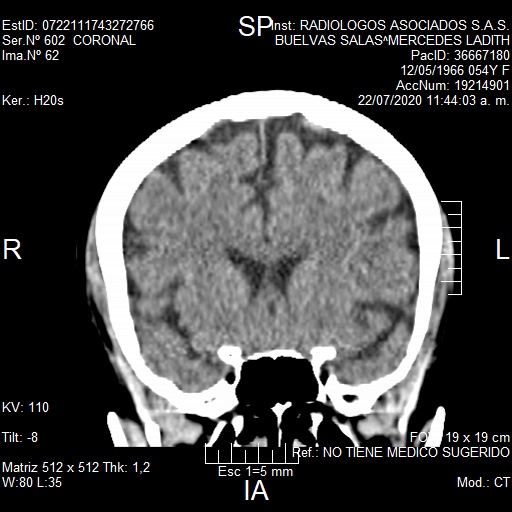 EstID: 0722111743272766
Ser.Nº 602 CORONAL
Ima.Nº 62
Ker.: H20s
SP
Inst: RADIOLOGOS ASOCIADOS S.A.S.
BUELVAS SALAS^MERCEDES LADITH
PacID: 36667180
12/05/1966 054Y F
AccNum: 19214901
22/07/2020 11:44:03 a. m.
R
L
KV: 110
Tilt: -8
Matriz 512 x 512 Thk: 1,2
W:80 L:35
Esc 1=5 mm
IA
FOV: 19 x 19 cm
Ref.: NO TIENE MEDICO SUGERIDO
Mod.: CT